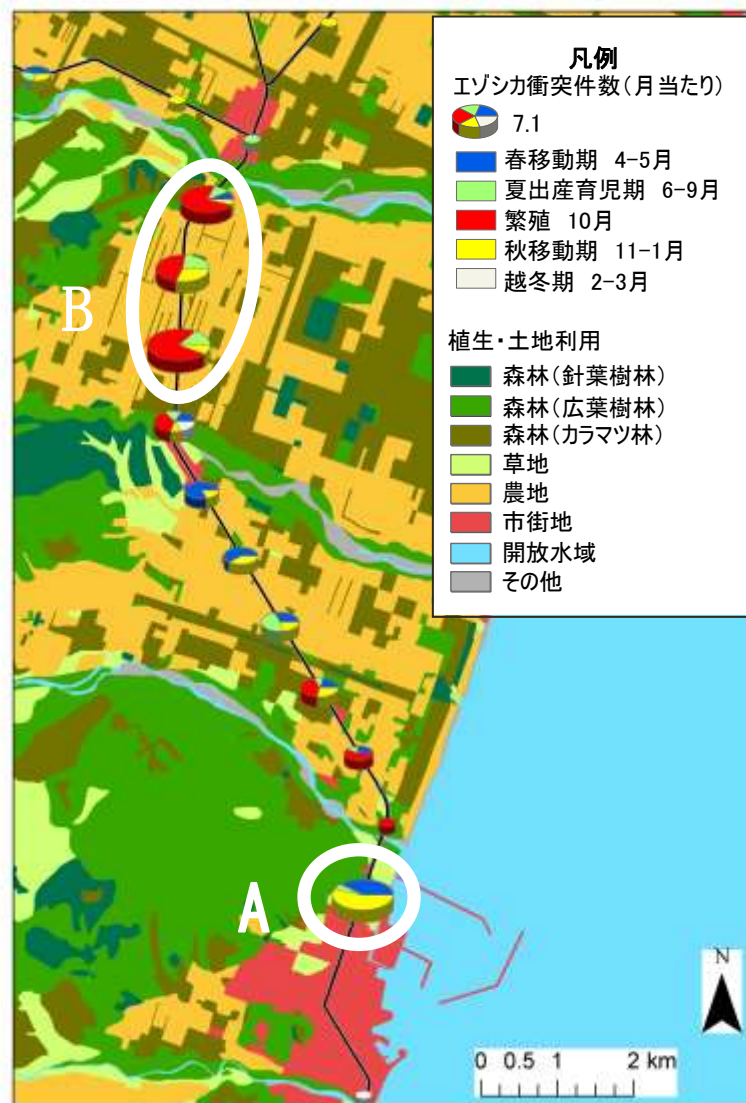 凡例
エゾシカ衝突件数(月当たり)
7.1
春移動期 4-5月
夏出産育児期 6-9月
繁殖 10月
秋移動期 11-1月
越冬期 2-3月
植生・土地利用
森林(針葉樹林)
森林(広葉樹林)
森林(カラマツ林)
草地
農地
市街地
開放水域
その他
B
A
N
0 0.5 1 2 km